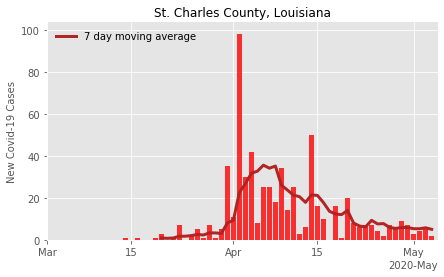 St. Charles County, Louisiana
7 day moving average
New Covid-19 Cases
100
80
60
40
20
0
Mar 15 Apr 15 May
2020-May